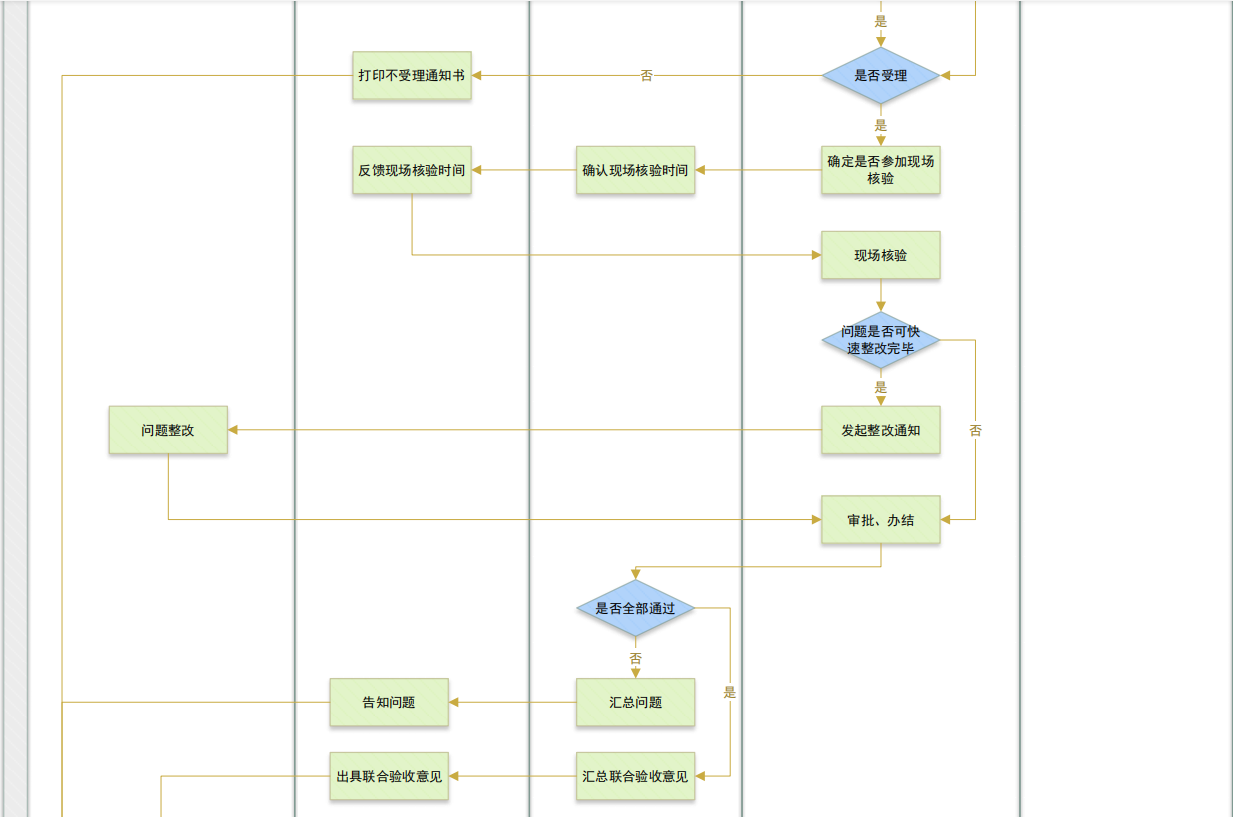 是
打印不受理通知书
否
是否受理
是
反馈现场核验时间
确认现场核验时间
确定是否参加现场
核验
现场核验
问题是否可快
速整改完毕
是
问题整改
发起整改通知
否
审批、办结
是否全部通过
否
是
告知问题
汇总问题
出具联合验收意见
汇总联合验收意见